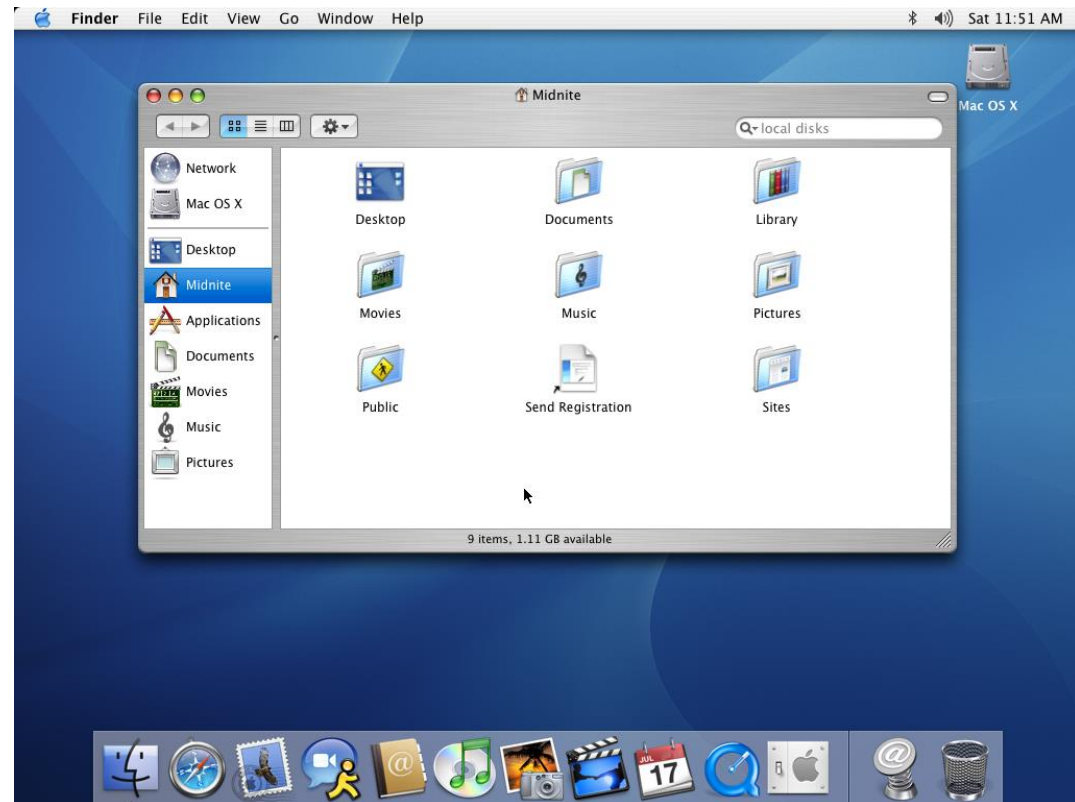 Finder File Edit View Go Window Help Sat 11:51 AM
Mac OS X
Midnite
local disks
Network
Mac OS X
Desktop
Midnite
Applications
Documents
Movies
Music
Pictures
Desktop Documents Library
Movies Music Pictures
Public Send Registration Sites
9 items, 1.11 GB available
@
JUL
17
@